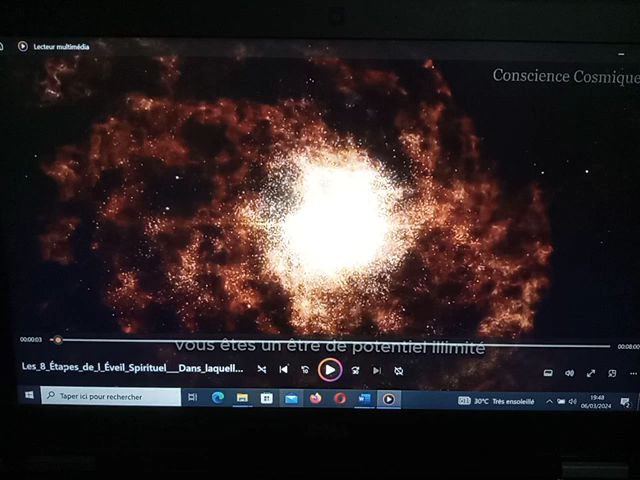 Lecteur multimédia
Conscience Cosmique
00:00:03
00:08:00
vous êtes un être de potentiel illimité
Les_8_Étapes_de_l_Éveil_Spirituel__Dans_laquell...
Taper ici pour rechercher
30°C Très ensoleillé
19:48
06/03/2024